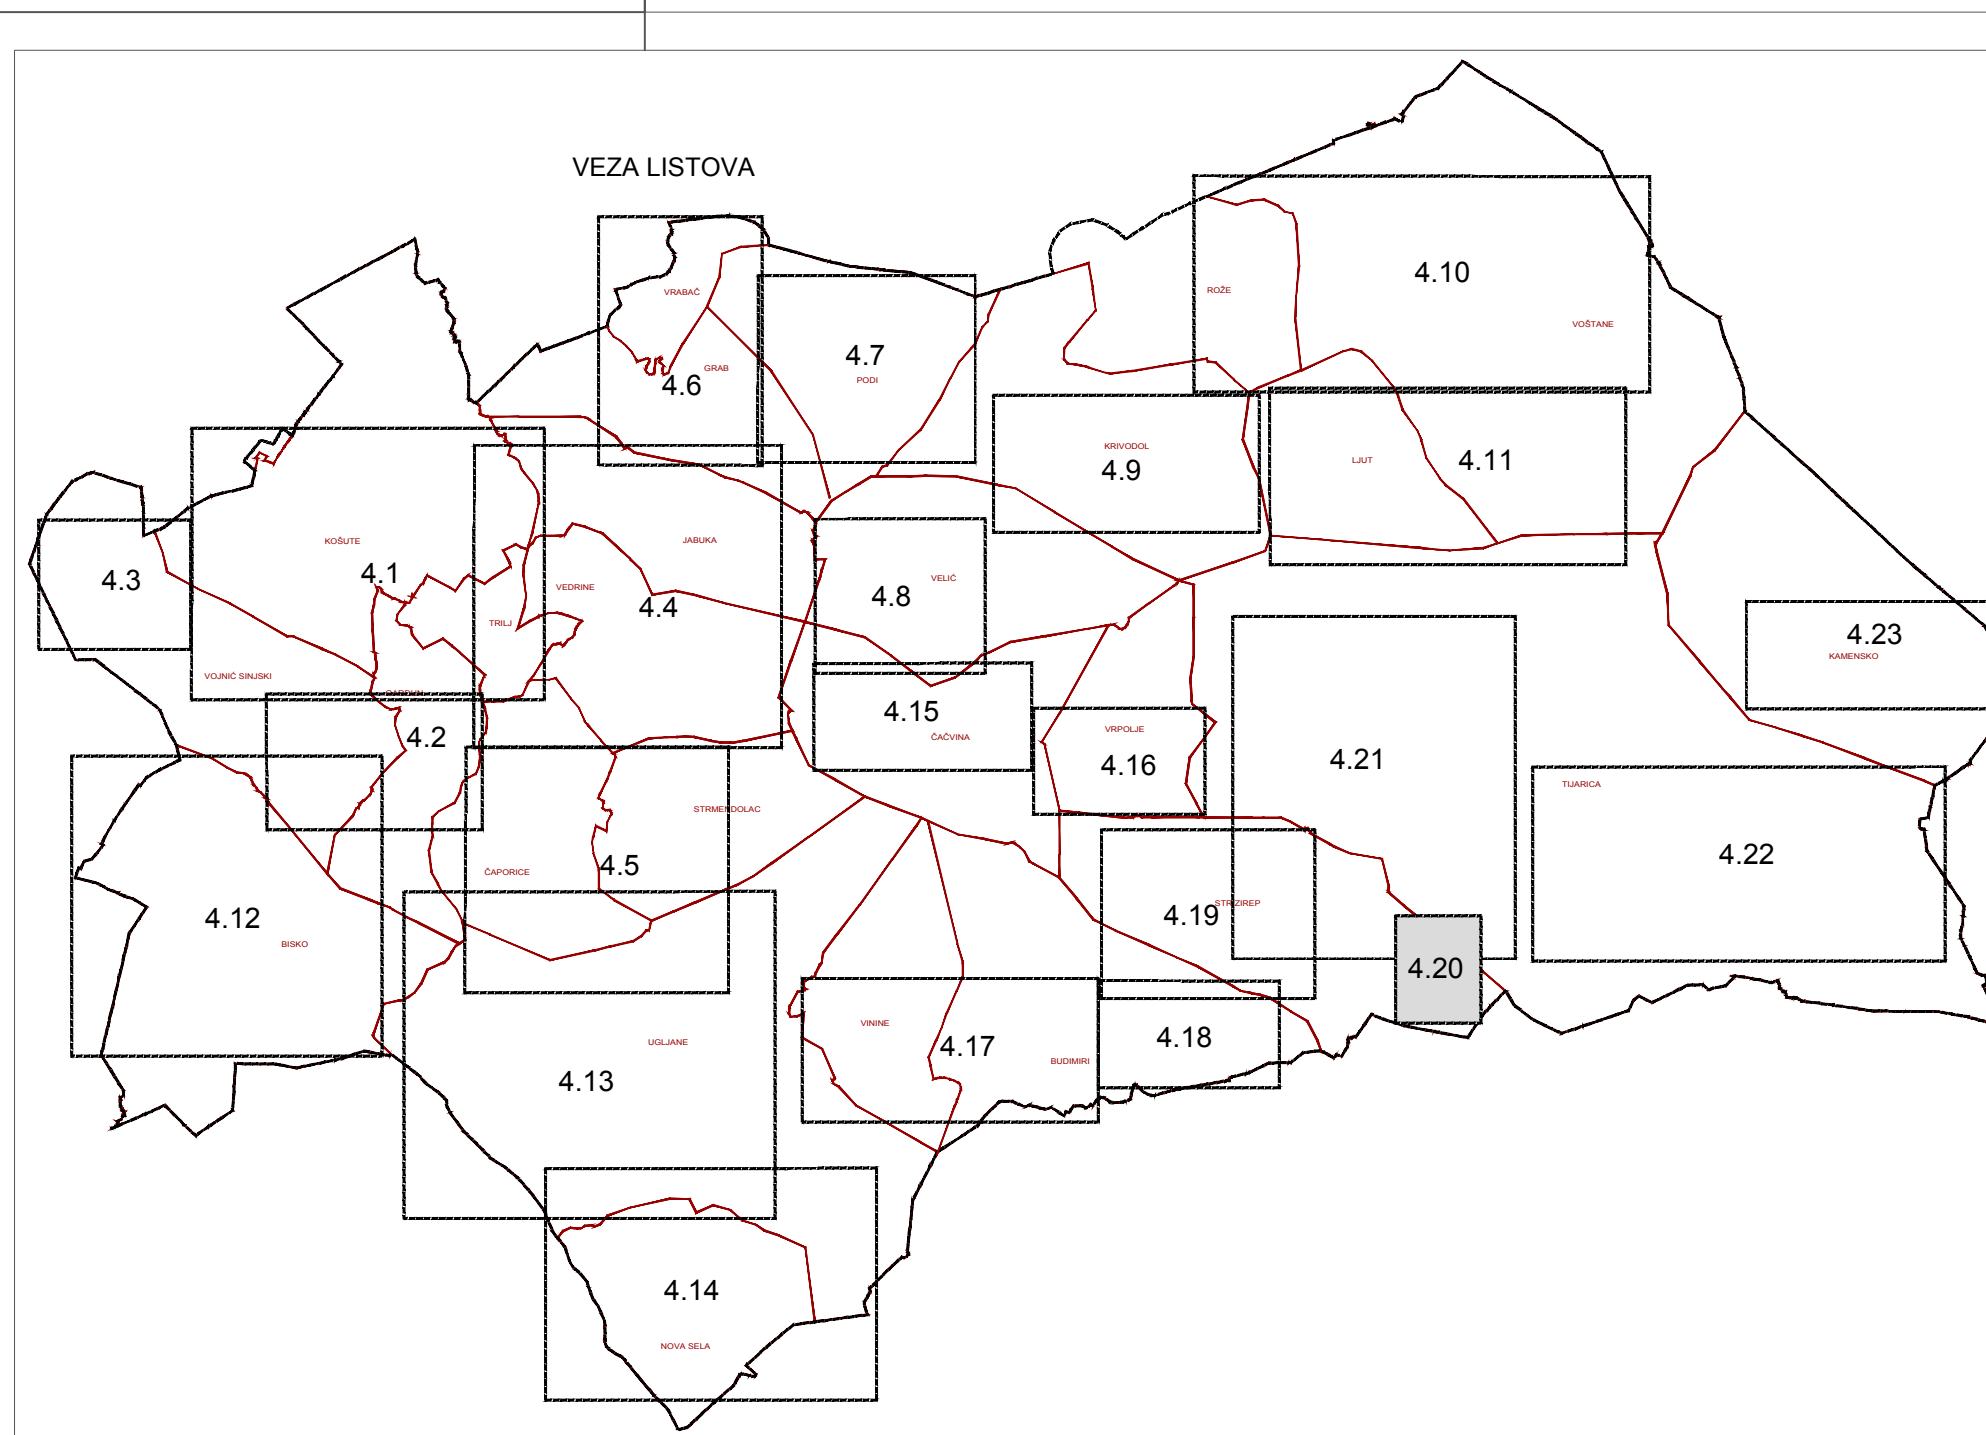 VEZA LISTOVA
4.10
ROŽE
VRABAČ
VOŠTANE
4.7
GRAB
PODI
4.6
KRIVODOL
4.9
LJUT
4.11
KOŠUTE
JABUKA
4.3
4.1
VEDRINE
VELIĆ
4.8
4.4
TRILJ
4.23
KAMENSKO
VOJNIĆ SINJSKI
GARDUN
4.15
ČAČVINA
VRPOLJE
4.2
4.16
4.21
TIJARICA
STRMENDOLAC
4.22
4.5
ČAPORICE
STRIZIREP
4.19
4.12
BISKO
4.20
VININE
4.18
UGLJANE
4.17
BUDIMIRI
4.13
4.14
NOVA SELA